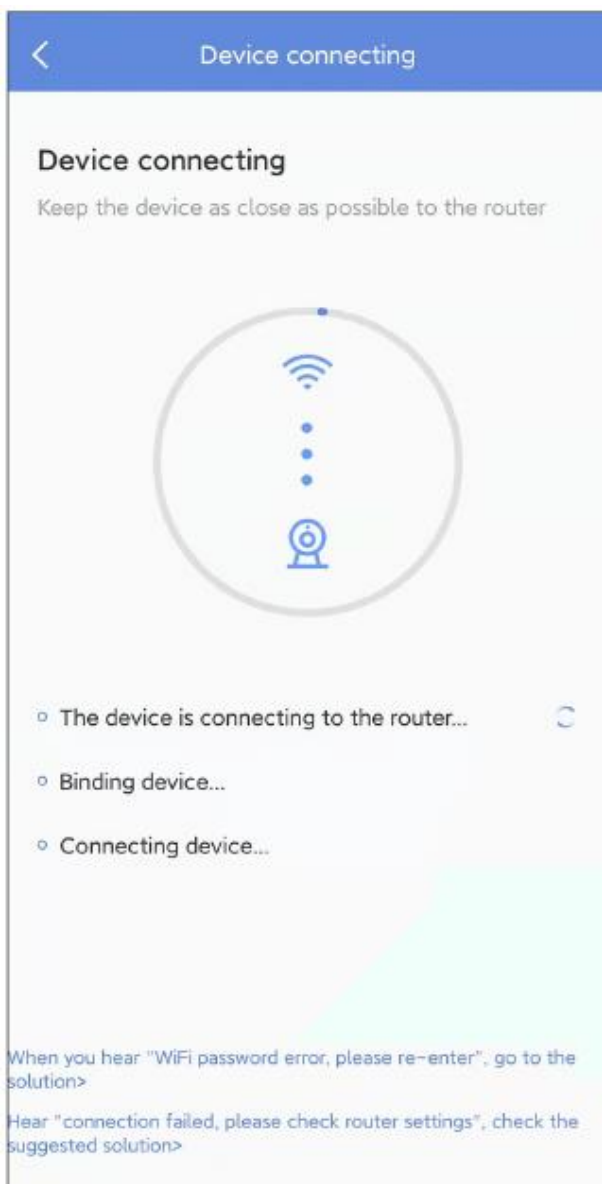 Device connecting
Device connecting
Keep the device as close as possible to the router
The device is connecting to the router...
Binding device...
Connecting device...
When you hear "WiFi password error, please re-enter", go to the
solution>
Hear "connection failed, please check router settings", check the
suggested solution>